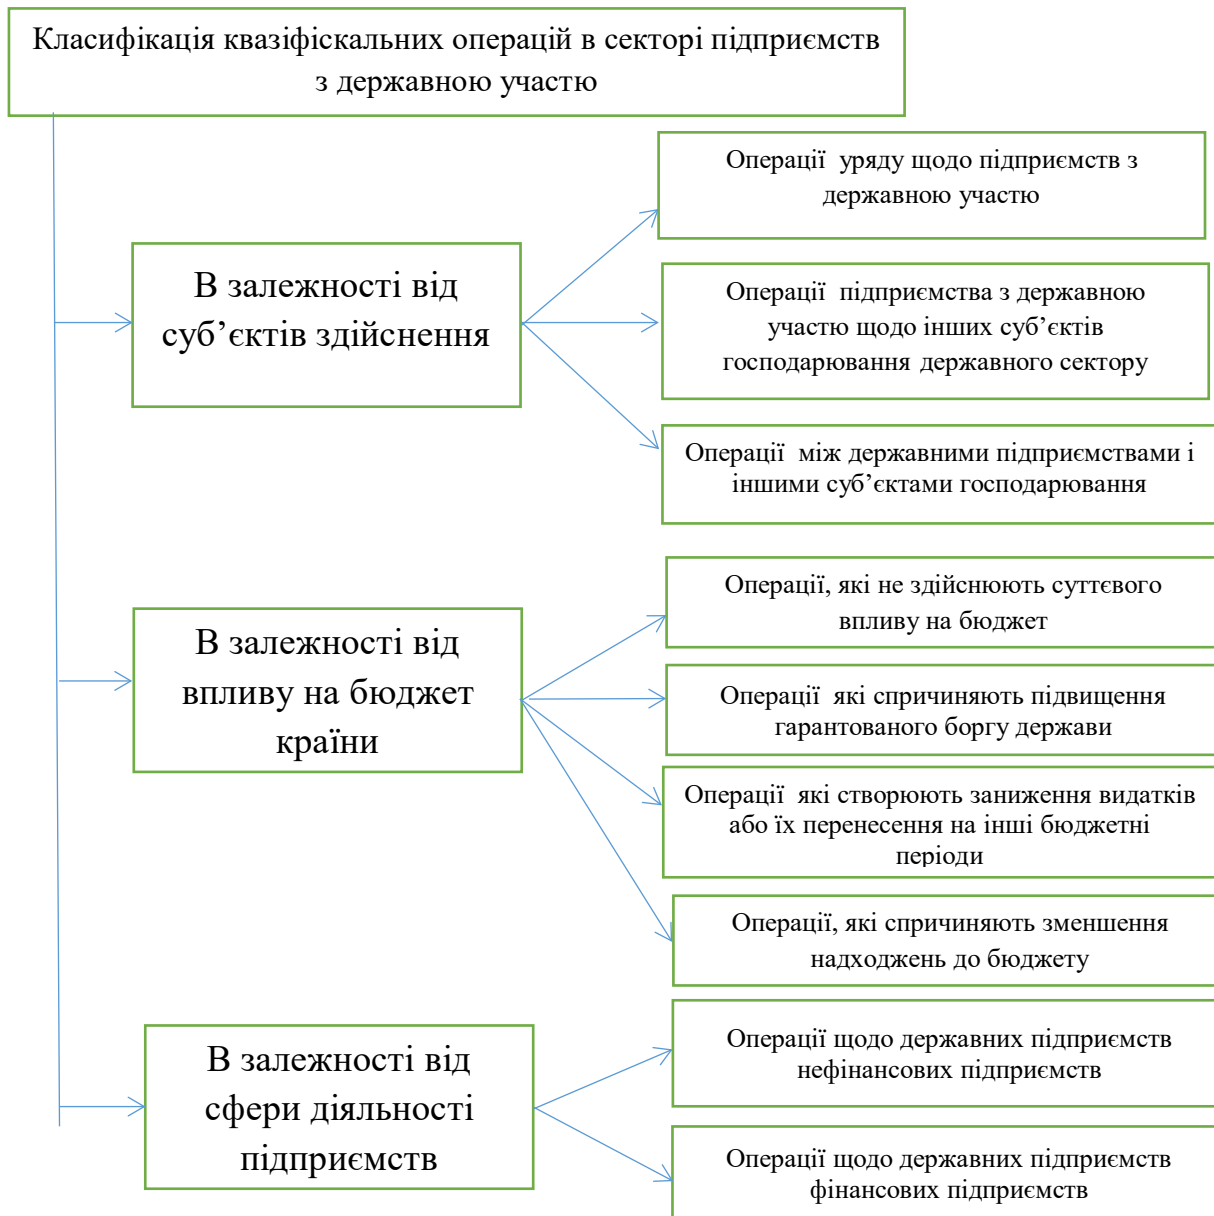 Класифікація квазіфіскальних операцій в секторі підприємств
з державною участю
Операції уряду щодо підприємств з
державною участю
В залежності від
суб’єктів здійснення
Операції підприємства з державною
участю щодо інших суб’єктів
господарювання державного сектору
Операції між державними підприємствами і
іншими суб’єктами господарювання
Операції, які не здійснюють суттєвого
впливу на бюджет
В залежності від
впливу на бюджет
країни
Операції які спричиняють підвищення
гарантованого боргу держави
Операції які створюють заниження видатків
або їх перенесення на інші бюджетні
періоди
Операції, які спричиняють зменшення
надходжень до бюджету
В залежності від
сфери діяльності
підприємств
Операції щодо державних підприємств
нефінансових підприємств
Операції щодо державних підприємств
фінансових підприємств